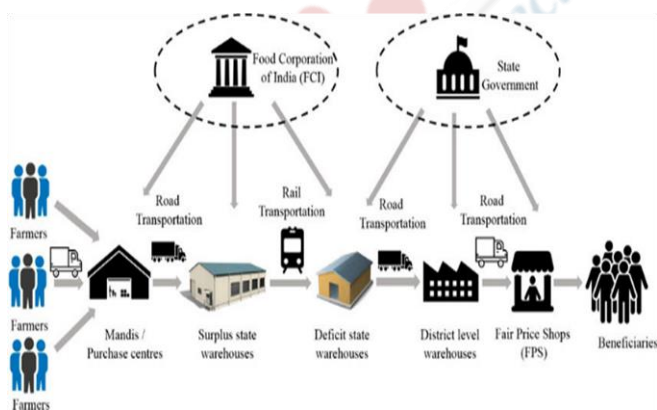 Food Corporation
of India (FCI)
State
Government
Road
Transportation
Rail
Transportation
Road
Transportation
Road
Transportation
Farmers
Farmers
Farmers
Mandis /
Purchase centres
Surplus state
warehouses
Deficit state
warehouses
District level
warehouses
Fair Price Shops
(FPS)
Beneficiaries